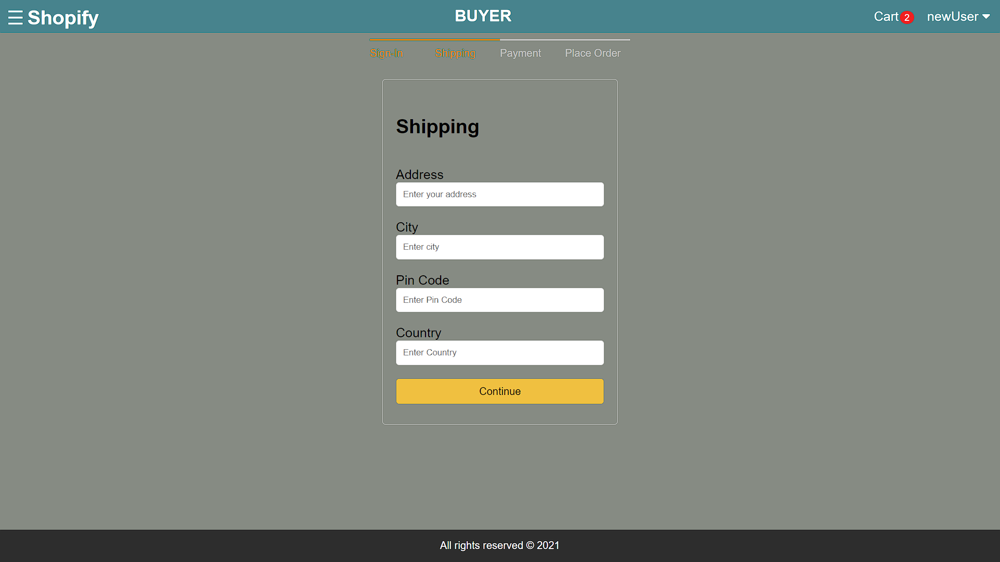 ☰ Shopify BUYER Cart 2 newUser
Sign-In Shipping Payment Place Order
Shipping
Address
Enter your address
City
Enter city
Pin Code
Enter Pin Code
Country
Enter Country
Continue
All rights reserved © 2021